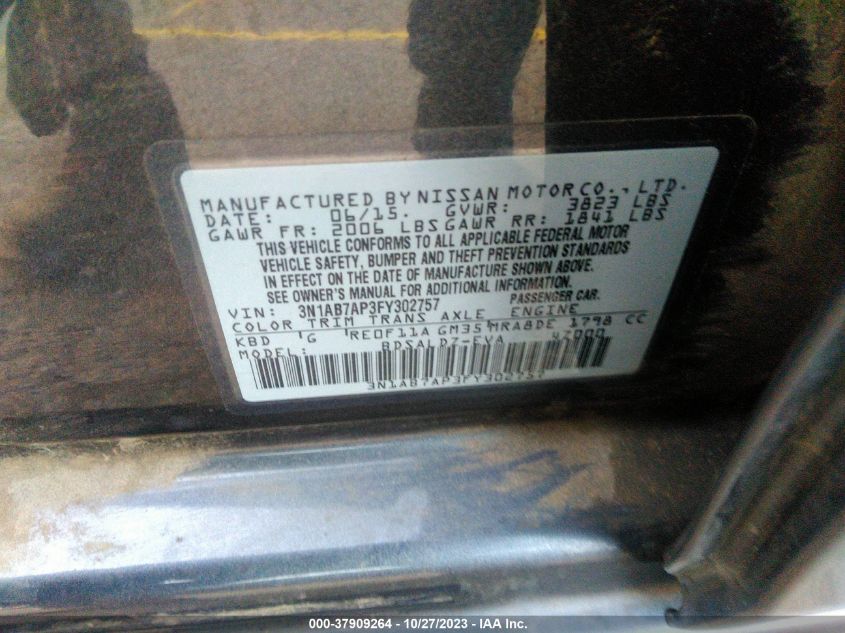 MANUFACTURED BY NISSAN MOTOR CO., LTD.
DATE: 06/15. GVWR: 3823 LBS
GAWR FR: 2006 LBS GAWR RR: 1841 LBS
THIS VEHICLE CONFORMS TO ALL APPLICABLE FEDERAL MOTOR
VEHICLE SAFETY, BUMPER AND THEFT PREVENTION STANDARDS
IN EFFECT ON THE DATE OF MANUFACTURE SHOWN ABOVE.
SEE OWNER'S MANUAL FOR ADDITIONAL INFORMATION.
VIN: 3N1AB7AP3FY302757 PASSENGER CAR.
COLOR TRIM TRANS AXLE ENGINE
KBD G RE0F11A GM35 MRA8DE 1798 CC
MODEL: BDSALDZ-EVA 47000
3N1AB7AP3FY302757
000-37909264 - 10/27/2023 - IAA Inc.